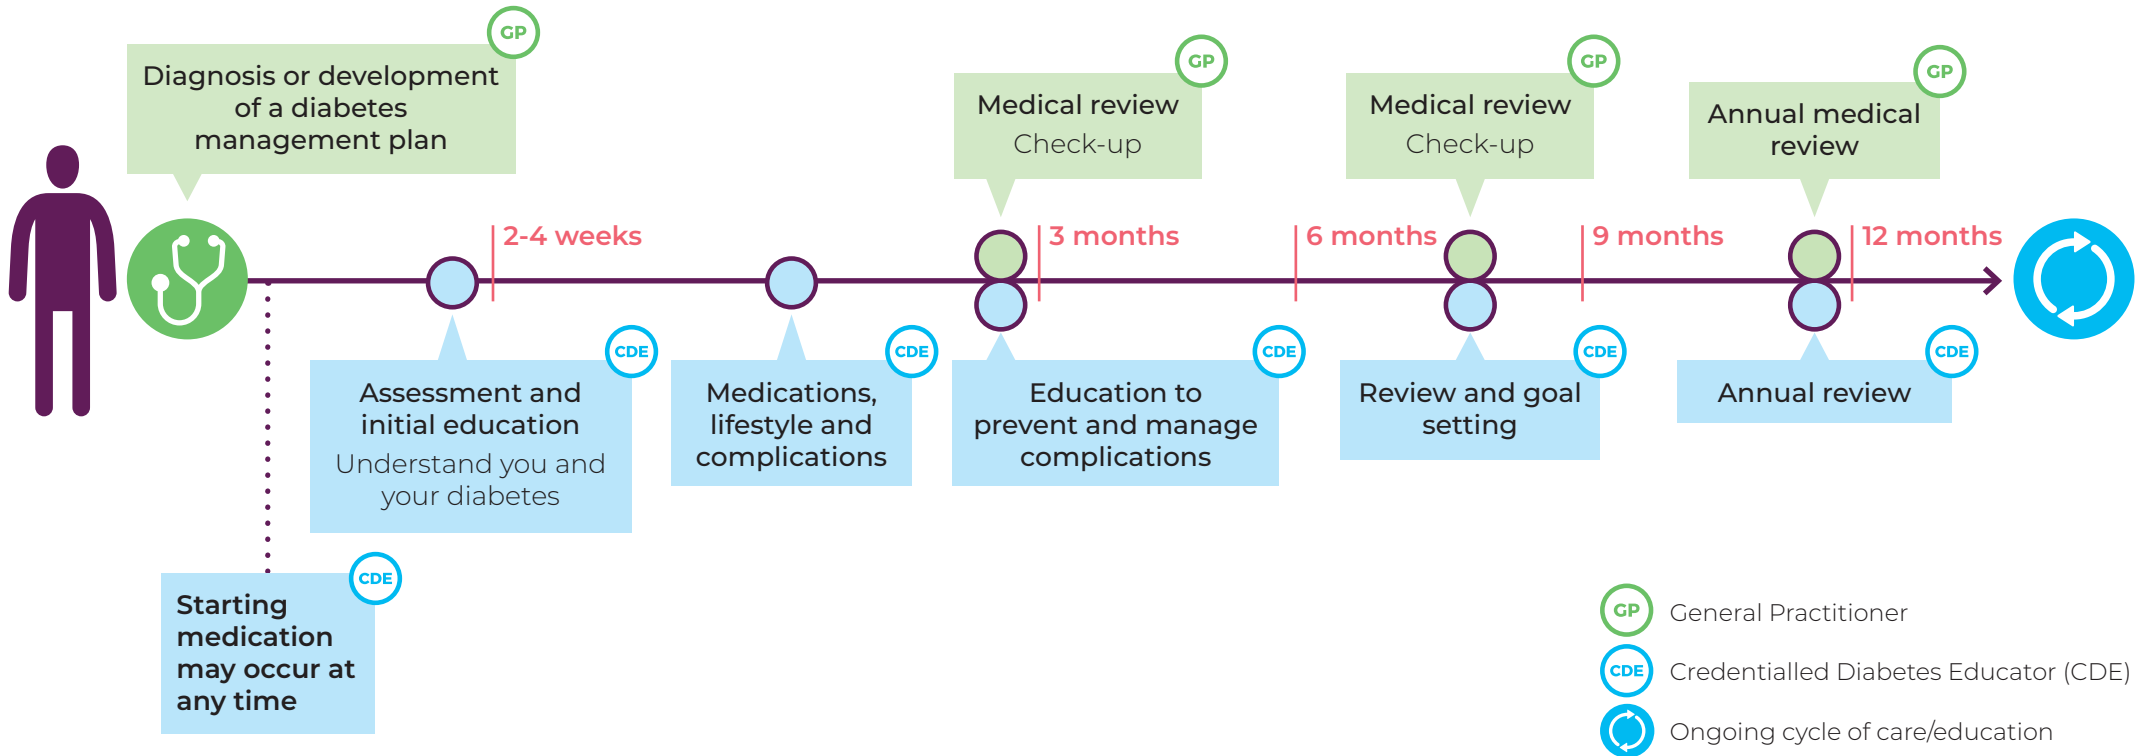 GP
Diagnosis or development
of a diabetes
management plan
GP
Medical review
Check-up
GP
Medical review
Check-up
GP
Annual medical
review
2-4 weeks
3 months
6 months
9 months
12 months
CDE
Assessment and
initial education
Understand you and
your diabetes
CDE
Medications,
lifestyle and
complications
CDE
Education to
prevent and manage
complications
CDE
Review and goal
setting
CDE
Annual review
CDE
Starting
medication
may occur at
any time
GP General Practitioner
CDE Credentialled Diabetes Educator (CDE)
Ongoing cycle of care/education